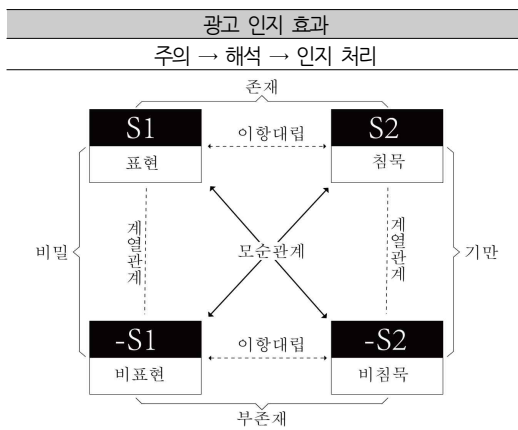 광고 인지 효과
주의 → 해석 → 인지 처리
존재
S1
이항대립
S2
표현
침묵
비밀
계열관계
모순관계
계열관계
기만
-S1
이항대립
-S2
비표현
비침묵
부존재